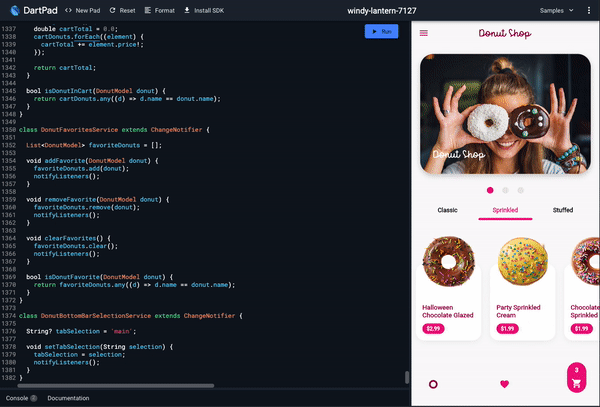 DartPad
New Pad
Reset
Format
Install SDK
windy-lantern-7127
Samples
Run
1337 double cartTotal = 0.0;
1338 cartDonuts.forEach((element) {
1339 cartTotal += element.price!;
1340 });
1341
1342 return cartTotal;
1343 }
1344
1345 bool isDonutInCart(DonutModel donut) {
1346 return cartDonuts.any((d) => d.name == donut.name);
1347 }
1348 }
1349
1350 class DonutFavoritesService extends ChangeNotifier {
1351
1352 List<DonutModel> favoriteDonuts = [];
1353
1354 void addFavorite(DonutModel donut) {
1355 favoriteDonuts.add(donut);
1356 notifyListeners();
1357 }
1358
1359 void removeFavorite(DonutModel donut) {
1360 favoriteDonuts.remove(donut);
1361 notifyListeners();
1362 }
1363
1364 void clearFavorites() {
1365 favoriteDonuts.clear();
1366 notifyListeners();
1367 }
1368
1369 bool isDonutFavorite(DonutModel donut) {
1370 return favoriteDonuts.any((d) => d.name == donut.name);
1371 }
1372 }
1373
1374 class DonutBottomBarSelectionService extends ChangeNotifier {
1375
1376 String? tabSelection = 'main';
1377
1378 void setTabSelection(String selection) {
1379 tabSelection = selection;
1380 notifyListeners();
1381 }
1382 }
Console 2
Documentation
Donut Shop
Donut Shop
Classic
Sprinkled
Stuffed
Halloween
Chocolate Glazed
$2.99
Party Sprinkled
Cream
$1.99
Chocolate
Sprinkled
$1.99
3